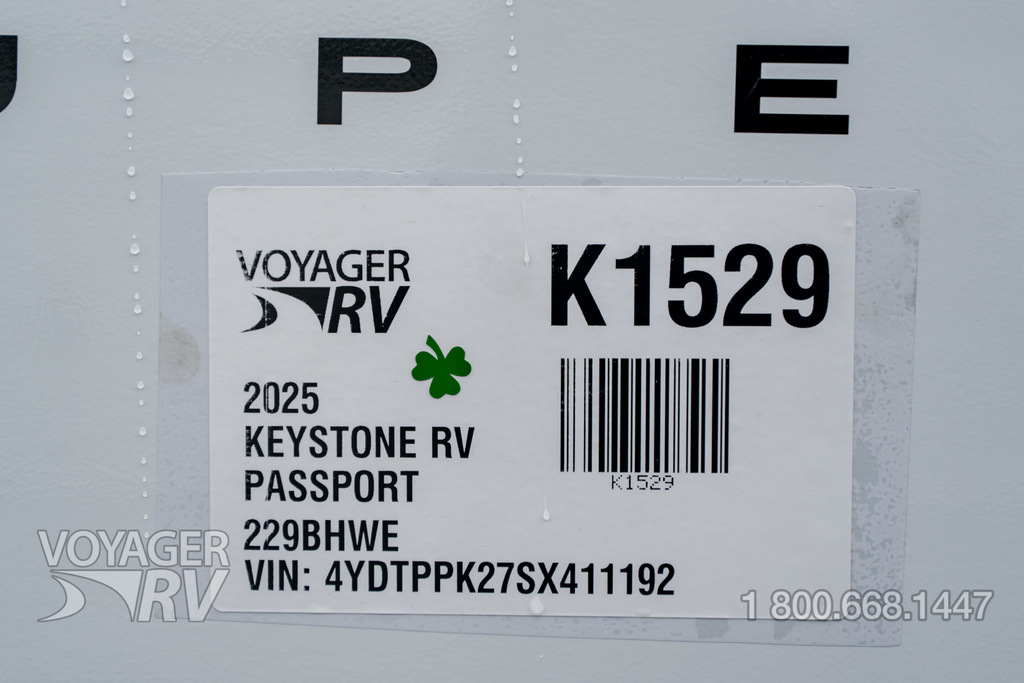 P E
VOYAGER
RV
K1529
K1529
2025
KEYSTONE RV
PASSPORT
229BHWE
VIN: 4YDTPPK27SX411192
VOYAGER
RV
1 800.668.1447